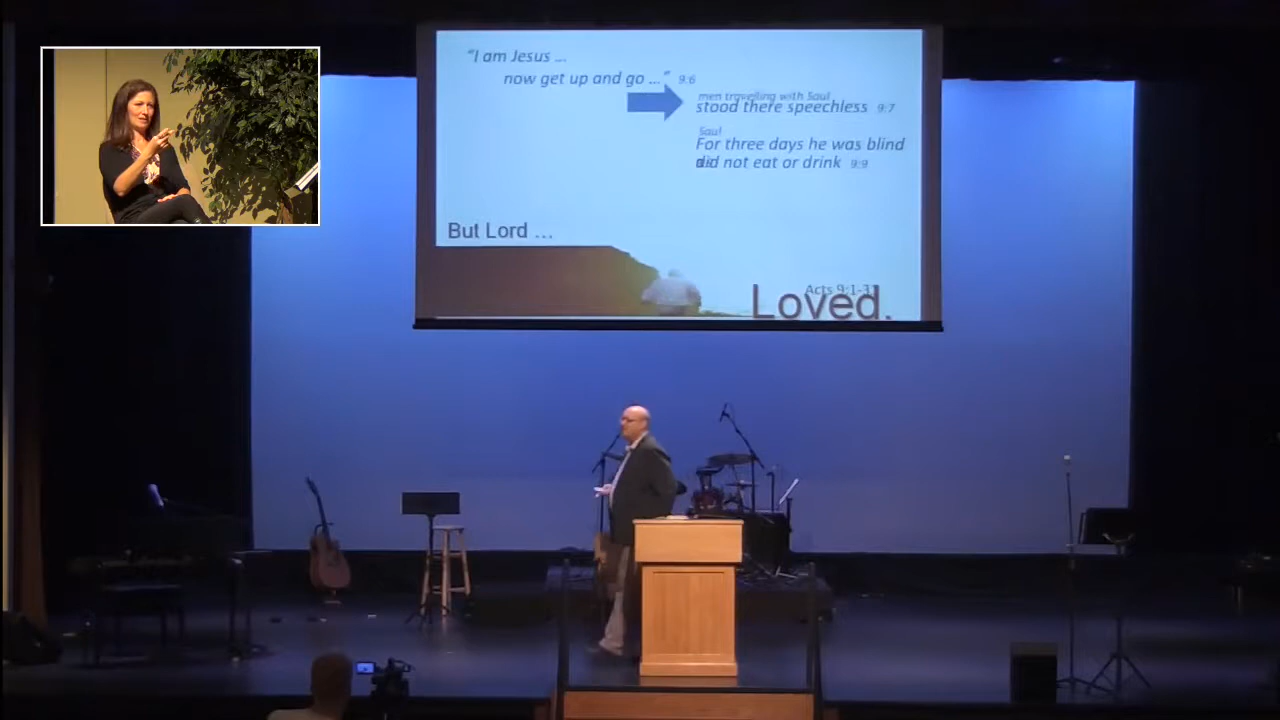 “I am Jesus ...
now get up and go ...” 9:6
men travelling with Saul
stood there speechless 9:7
Saul
For three days he was blind
did not eat or drink 9:9
But Lord ...
Acts 9:1-31
Loved.